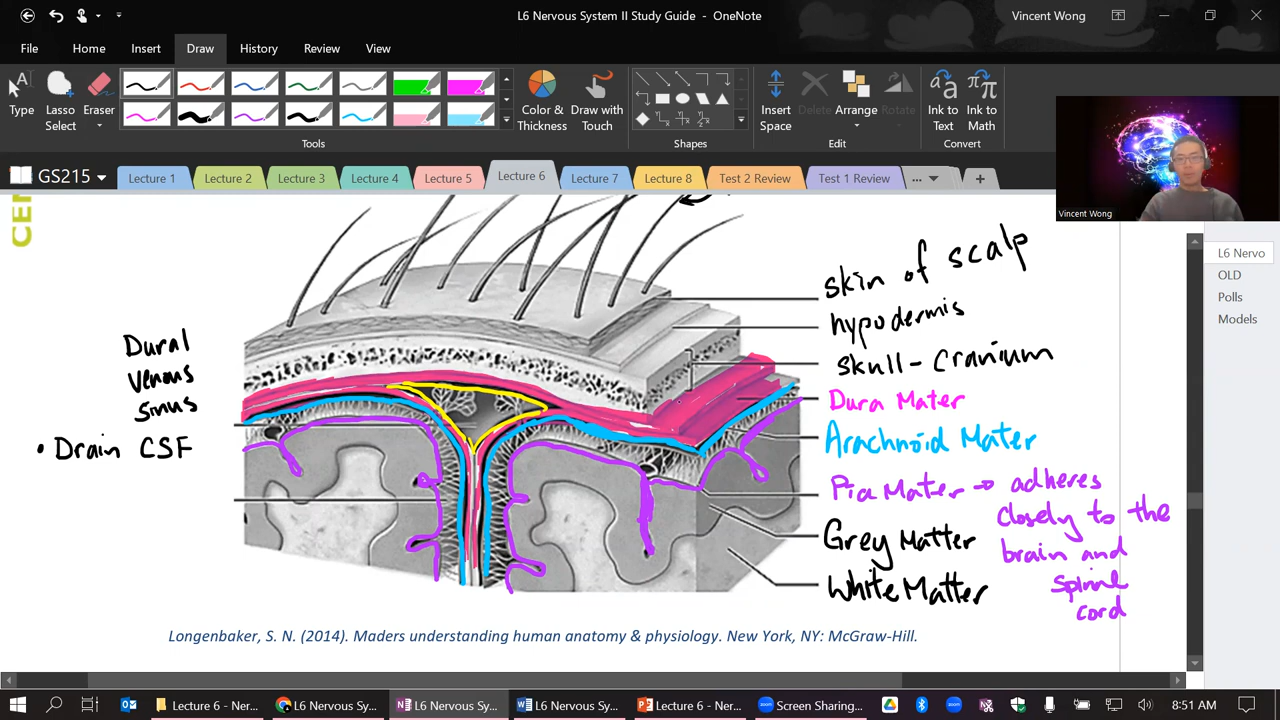 L6 Nervous System II Study Guide - OneNote
Vincent Wong
File Home Insert Draw History Review View
Type
Lasso Select
Eraser
Color & Thickness
Draw with Touch
Insert Space
Delete
Arrange
Rotate
Ink to Text
Ink to Math
Tools
Shapes
Edit
Convert
GS215
Lecture 1 Lecture 2 Lecture 3 Lecture 4 Lecture 5 Lecture 6 Lecture 7 Lecture 8 Test 2 Review Test 1 Review
Vincent Wong
L6 Nervo
OLD
Polls
Models
CE
skin of scalp
hypodermis
skull - cranium
Dura Mater
Arachnoid Mater
Pia Mater → adheres
closely to the
brain and
spinal
cord
Grey Matter
White Matter
Dural
Venous
Sinus
• Drain CSF
Longenbaker, S. N. (2014). Maders understanding human anatomy & physiology. New York, NY: McGraw-Hill.
Lecture 6 - Ner...
L6 Nervous Sy...
L6 Nervous Sy...
L6 Nervous Sy...
Lecture 6 - Ner...
Screen Sharing...
8:51 AM